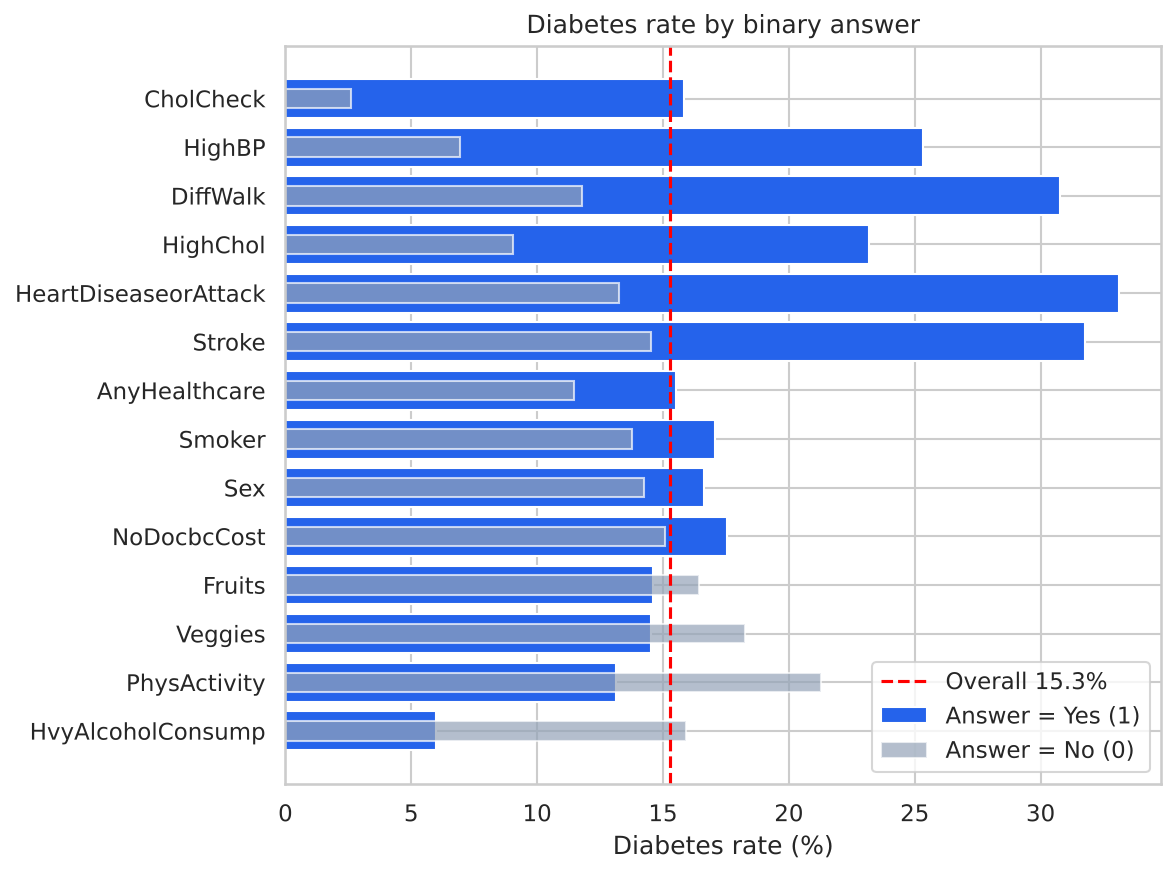 Diabetes rate by binary answer
CholCheck
HighBP
DiffWalk
HighChol
HeartDiseaseorAttack
Stroke
AnyHealthcare
Smoker
Sex
NoDocbcCost
Fruits
Veggies
PhysActivity
HvyAlcoholConsump
Overall 15.3%
Answer = Yes (1)
Answer = No (0)
0 5 10 15 20 25 30
Diabetes rate (%)